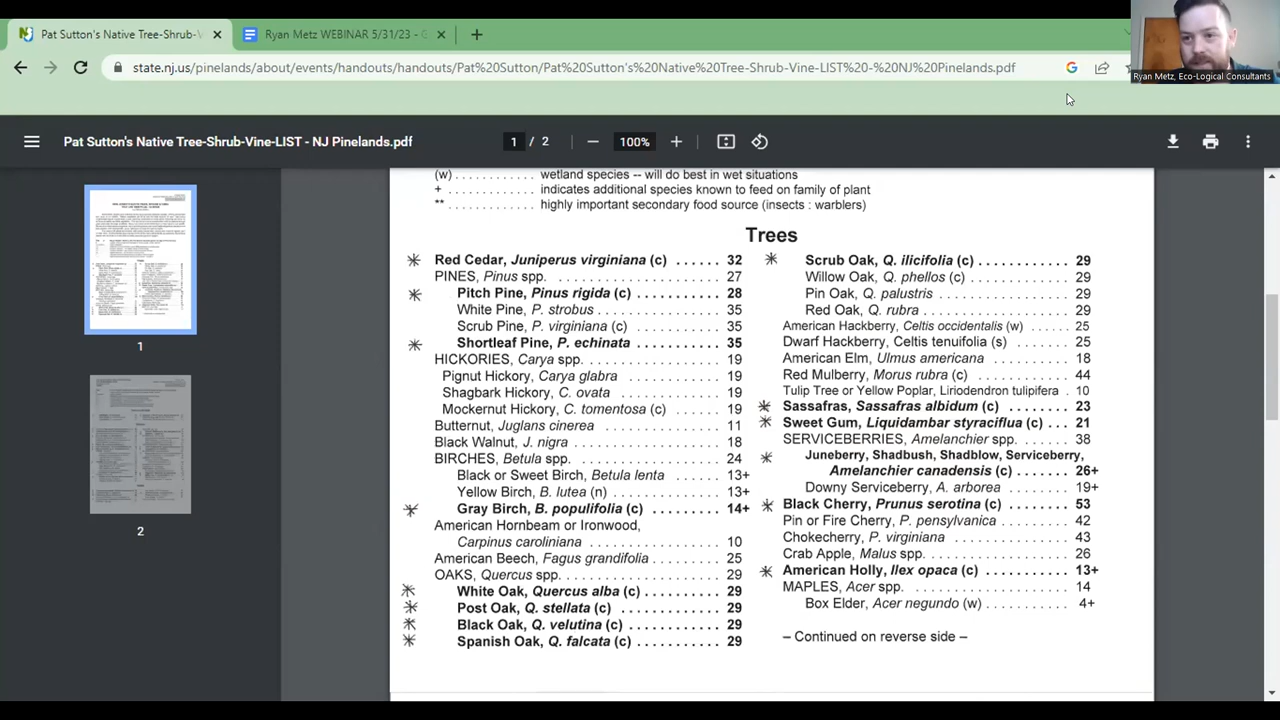 Pat Sutton's Native Tree-Shrub-V
Ryan Metz WEBINAR 5/31/23 - G
state.nj.us/pinelands/about/events/handouts/handouts/Pat%20Sutton/Pat%20Sutton's%20Native%20Tree-Shrub-Vine-LIST%20-%20NJ%20Pinelands.pdf
Ryan Metz, Eco-Logical Consultants
Pat Sutton's Native Tree-Shrub-Vine-LIST - NJ Pinelands.pdf
1 / 2
100%
1
2
(w) . . . . . . . . . . . . wetland species -- will do best in wet situations
+ . . . . . . . . . . . . . indicates additional species known to feed on family of plant
** . . . . . . . . . . . . highly important secondary food source (insects : warblers)
Trees
Red Cedar, Juniperus virginiana (c) . . . . . . 32
PINES, Pinus spp. . . . . . . . . . . . . . . . . . . . 27
Pitch Pine, Pinus rigida (c) . . . . . . . . . . . 28
White Pine, P. strobus . . . . . . . . . . . . . . . 35
Scrub Pine, P. virginiana (c) . . . . . . . . . . . 35
Shortleaf Pine, P. echinata . . . . . . . . . . . 35
HICKORIES, Carya spp. . . . . . . . . . . . . . . . 19
Pignut Hickory, Carya glabra . . . . . . . . . . . 19
Shagbark Hickory, C. ovata . . . . . . . . . . . . 19
Mockernut Hickory, C. tomentosa (c) . . . . . . 19
Butternut, Juglans cinerea . . . . . . . . . . . . . 11
Black Walnut, J. nigra . . . . . . . . . . . . . . . . 18
BIRCHES, Betula spp. . . . . . . . . . . . . . . . . 24
Black or Sweet Birch, Betula lenta . . . . . . 13+
Yellow Birch, B. lutea (n) . . . . . . . . . . . . . 13+
Gray Birch, B. populifolia (c) . . . . . . . . . 14+
American Hornbeam or Ironwood,
Carpinus caroliniana . . . . . . . . . . . . . . . 10
American Beech, Fagus grandifolia . . . . . . . . 25
OAKS, Quercus spp. . . . . . . . . . . . . . . . . . 29
White Oak, Quercus alba (c) . . . . . . . . . . 29
Post Oak, Q. stellata (c) . . . . . . . . . . . . . 29
Black Oak, Q. velutina (c) . . . . . . . . . . . . 29
Spanish Oak, Q. falcata (c) . . . . . . . . . . . 29
Scrub Oak, Q. ilicifolia (c) . . . . . . . . . . . . 29
Willow Oak, Q. phellos (c) . . . . . . . . . . . . 29
Pin Oak, Q. palustris . . . . . . . . . . . . . . . . 29
Red Oak, Q. rubra . . . . . . . . . . . . . . . . . . 29
American Hackberry, Celtis occidentalis (w) . . . . . . 25
Dwarf Hackberry, Celtis tenuifolia (s) . . . . . . . 25
American Elm, Ulmus americana . . . . . . . . . . 18
Red Mulberry, Morus rubra (c) . . . . . . . . . . . . 44
Tulip Tree or Yellow Poplar, Liriodendron tulipifera . 10
Sassafras, Sassafras albidum (c) . . . . . . . . 23
Sweet Gum, Liquidambar styraciflua (c) . . . . 21
SERVICEBERRIES, Amelanchier spp. . . . . . . . 38
Juneberry, Shadbush, Shadblow, Serviceberry,
Amelanchier canadensis (c) . . . . . . . . 26+
Downy Serviceberry, A. arborea . . . . . . . . 19+
Black Cherry, Prunus serotina (c) . . . . . . . . . 53
Pin or Fire Cherry, P. pensylvanica . . . . . . . . 42
Chokecherry, P. virginiana . . . . . . . . . . . . . 43
Crab Apple, Malus spp. . . . . . . . . . . . . . . . 26
American Holly, Ilex opaca (c) . . . . . . . . . . . 13+
MAPLES, Acer spp. . . . . . . . . . . . . . . . . . . 14
Box Elder, Acer negundo (w) . . . . . . . . . . . 4+
– Continued on reverse side –